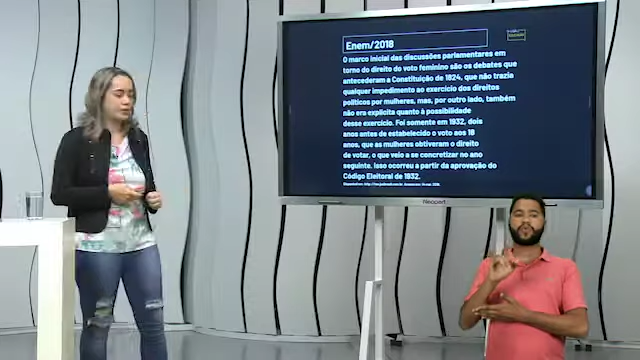 Enem/2018
O marco inicial das discussões parlamentares em
torno do direito do voto feminino são os debates que
antecederam a Constituição de 1824, que não trazia
qualquer impedimento ao exercício dos direitos
políticos por mulheres, mas, por outro lado, também
não era explícita quanto à possibilidade
desse exercício. Foi somente em 1932, dois
anos antes de estabelecido o voto aos 18
anos, que as mulheres obtiveram o direito
de votar, o que veio a se concretizar no ano
seguinte. Isso ocorreu a partir da aprovação do
Código Eleitoral de 1932.